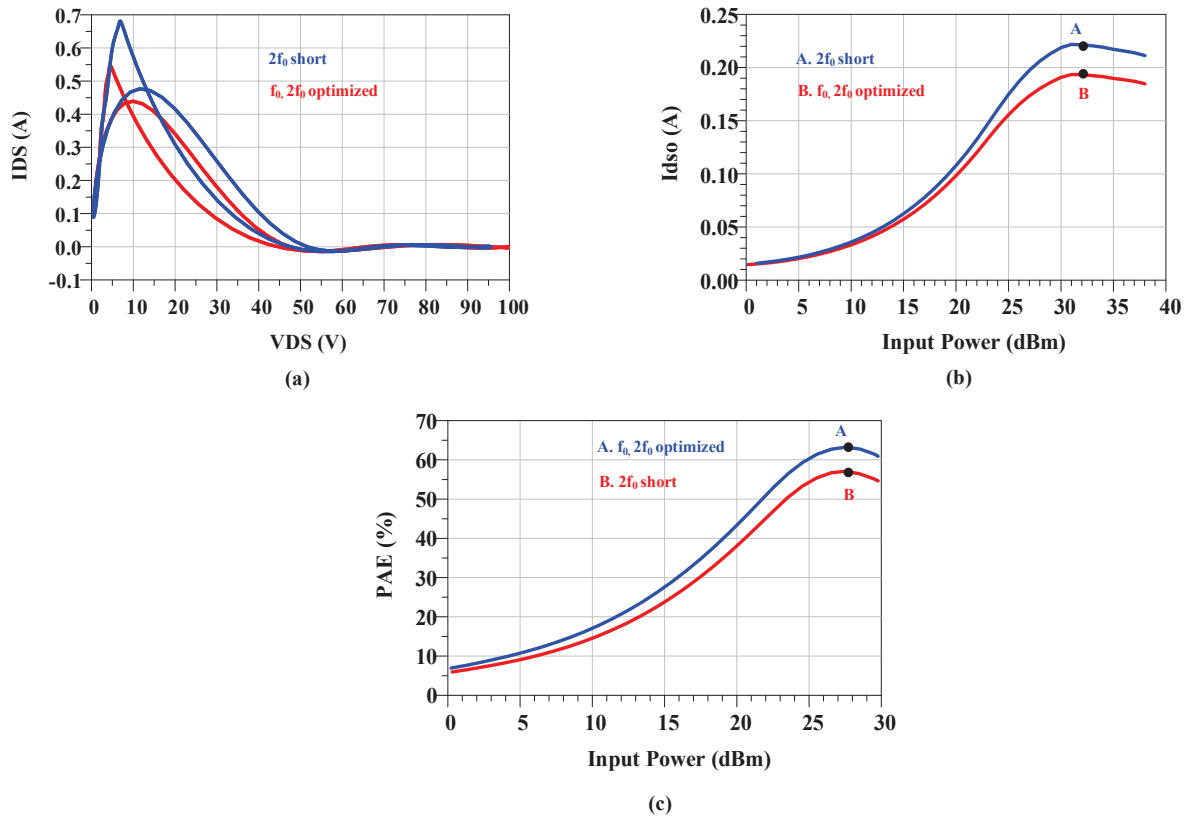 0.7
0.6
0.5
0.4
0.3
0.2
0.1
0.0
-0.1
IDS (A)
2f₀ short
f₀, 2f₀ optimized
0 10 20 30 40 50 60 70 80 90 100
VDS (V)
(a)
0.25
0.20
0.15
0.10
0.05
0.00
Idso (A)
A. 2f₀ short
B. f₀, 2f₀ optimized
A
B
0 5 10 15 20 25 30 35 40
Input Power (dBm)
(b)
70
60
50
40
30
20
10
0
PAE (%)
A. f₀, 2f₀ optimized
B. 2f₀ short
A
B
0 5 10 15 20 25 30
Input Power (dBm)
(c)